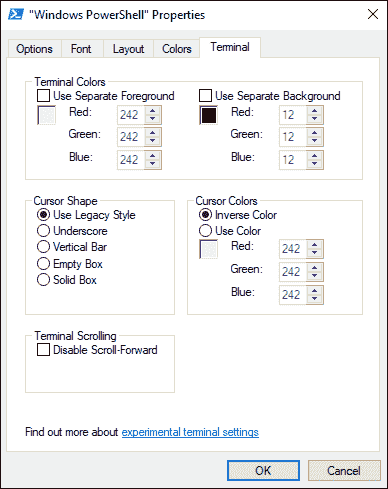 "Windows PowerShell" Properties
Options Font Layout Colors Terminal
Terminal Colors
Use Separate Foreground Use Separate Background
Red: 242 Red: 12
Green: 242 Green: 12
Blue: 242 Blue: 12
Cursor Shape Cursor Colors
Use Legacy Style Inverse Color
Underscore Use Color
Vertical Bar Red: 242
Empty Box Green: 242
Solid Box Blue: 242
Terminal Scrolling
Disable Scroll-Forward
Find out more about experimental terminal settings
OK Cancel